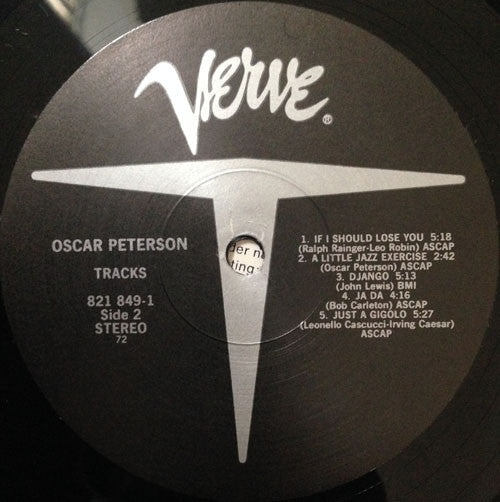 Verve®
OSCAR PETERSON
TRACKS
821 849-1
Side 2
STEREO
72
der n
ting
1. IF I SHOULD LOSE YOU 5:18
(Ralph Rainger-Leo Robin) ASCAP
2. A LITTLE JAZZ EXERCISE 2:42
(Oscar Peterson) ASCAP
3. DJANGO 5:13
(John Lewis) BMI
4. JA DA 4:16
(Bob Carleton) ASCAP
5. JUST A GIGOLO 5:27
(Leonello Cascucci-Irving Caesar)
ASCAP